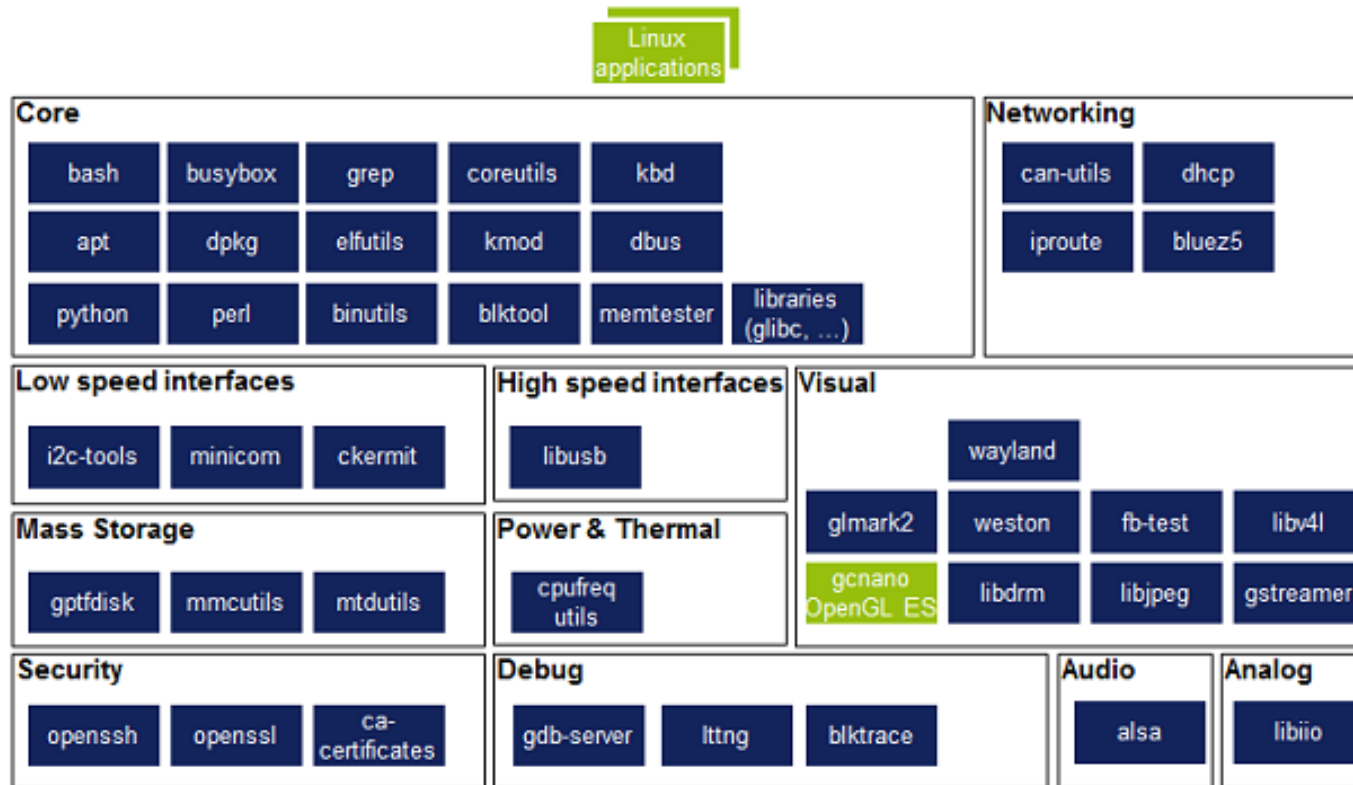 Linux
applications
Core
bash
busybox
grep
coreutils
kbd
apt
dpkg
elfutils
kmod
dbus
python
perl
binutils
blktool
memtester
libraries
(glibc, ...)
Networking
can-utils
dhcp
iproute
bluez5
Low speed interfaces
i2c-tools
minicom
ckermit
High speed interfaces
libusb
Visual
wayland
glmark2
weston
fb-test
libv4l
gcnano
OpenGL ES
libdrm
libjpeg
gstreamer
Mass Storage
gptfdisk
mmcutils
mtdutils
Power & Thermal
cpufreq
utils
Security
openssh
openssl
ca-
certificates
Debug
gdb-server
lttng
blktrace
Audio
alsa
Analog
libiio